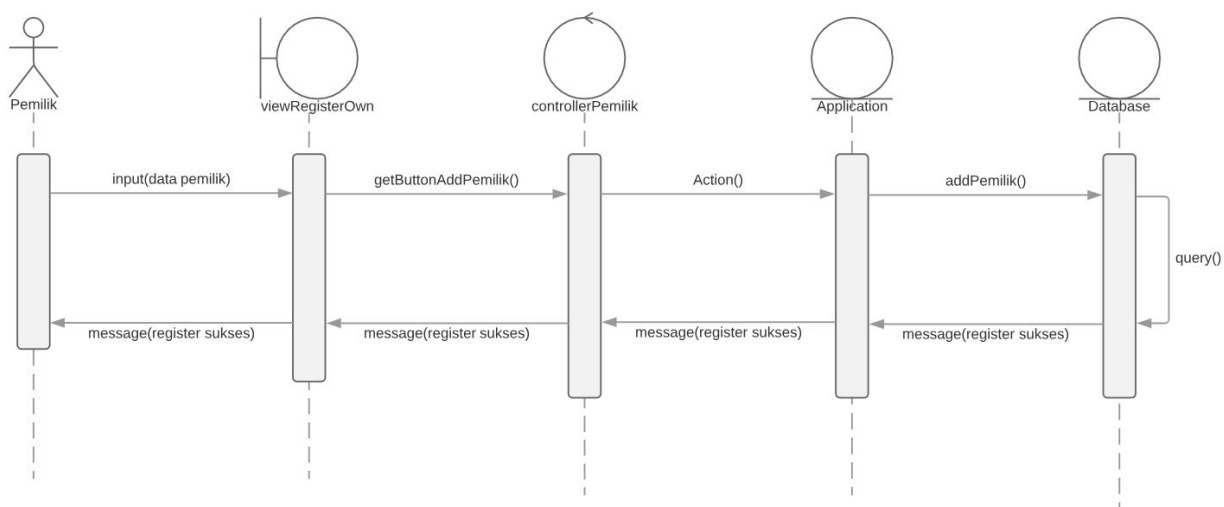 Pemilik
viewRegisterOwn
controllerPemilik
Application
Database
input(data pemilik)
getButtonAddPemilik()
Action()
addPemilik()
query()
message(register sukses)
message(register sukses)
message(register sukses)
message(register sukses)